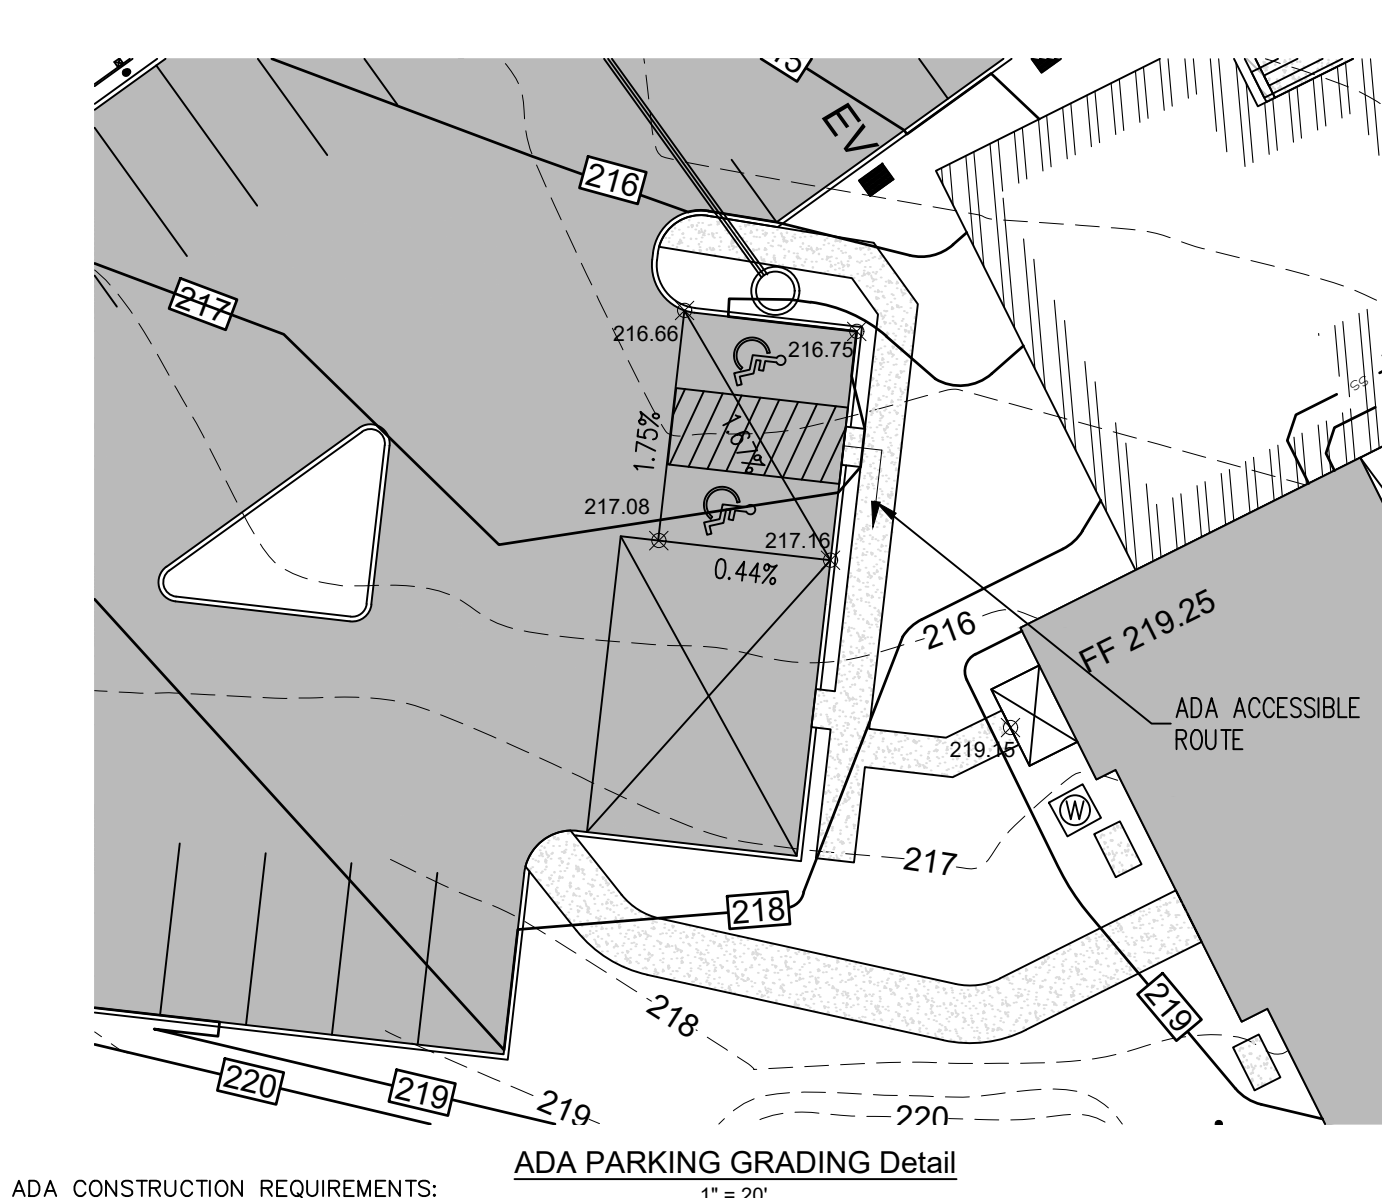 EV
216
217
216.66
216.75
1.75%
1.67%
217.08
217.16
0.44%
SS
216
FF 219.25
ADA ACCESSIBLE
ROUTE
219.15
W
217
218
219
218
220
219
219
220
ADA PARKING GRADING Detail
1" = 20'
ADA CONSTRUCTION REQUIREMENTS: